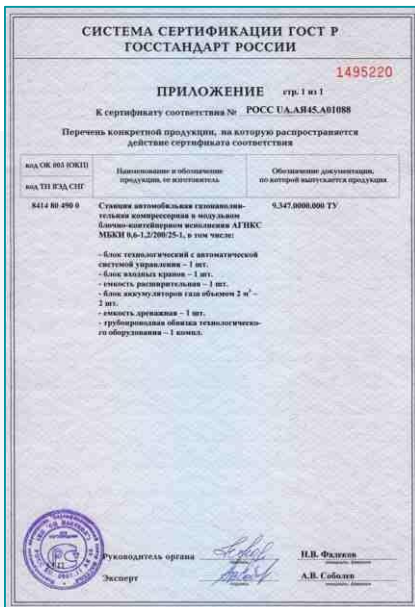 СИСТЕМА СЕРТИФИКАЦИИ ГОСТ Р
ГОССТАНДАРТ РОССИИ
1495220
ПРИЛОЖЕНИЕ стр. 1 из 1
К сертификату соответствия № РОСС UA.АЯ45.А01088
Перечень конкретной продукции, на которую распространяется
действие сертификата соответствия
код ОК 005 (ОКП)
код ТН ВЭД СНГ
Наименование и обозначение
продукции, ее изготовитель
Обозначение документации,
по которой выпускается продукция
8414 80 490 0
Станция автомобильная газонаполни-
тельная компрессорная в модульном
блочно-контейнерном исполнении АГНКС
МБКИ 0,6-1,2/200/25-1, в том числе:
9.347.0000.000 ТУ
- блок технологический с автоматической
системой управления – 1 шт.
- блок входных кранов – 1 шт.
- емкость расширительная – 1 шт.
- блок аккумуляторов газа объемом 2 м³ –
2 шт.
- емкость дренажная – 1 шт.
- трубопроводная обвязка технологическо-
го оборудования – 1 компл.
Руководитель органа
Н.В. Фадеков
Эксперт
А.В. Соболев